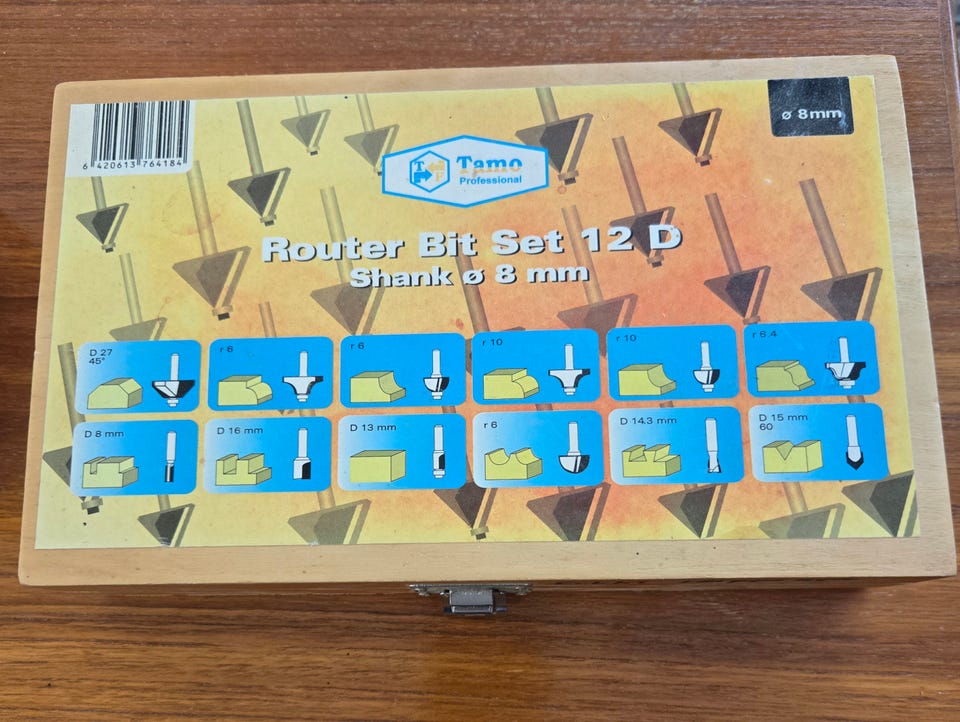 ø 8mm
6 420613 764184
T F
Tamo
Professional
Router Bit Set 12 D
Shank ø 8 mm
D 27
45°
r 6
r 6
r 10
r 10
r 6.4
D 8 mm
D 16 mm
D 13 mm
r 6
D 14.3 mm
D 15 mm
60